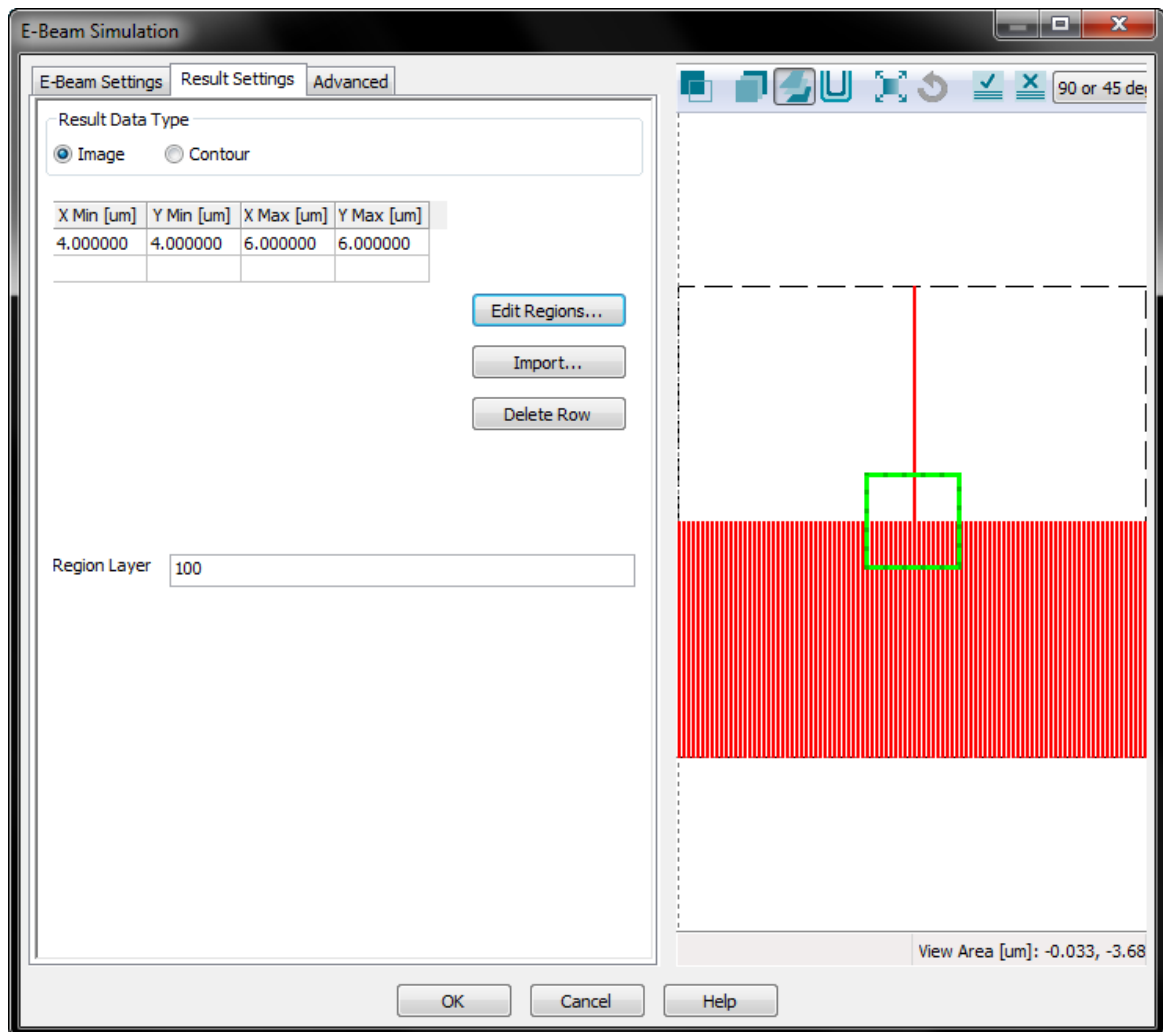 E-Beam Simulation
E-Beam Settings Result Settings Advanced
90 or 45 de
Result Data Type
Image Contour
X Min [um] Y Min [um] X Max [um] Y Max [um]
4.000000 4.000000 6.000000 6.000000
Edit Regions...
Import...
Delete Row
Region Layer 100
View Area [um]: -0.033, -3.68
OK Cancel Help